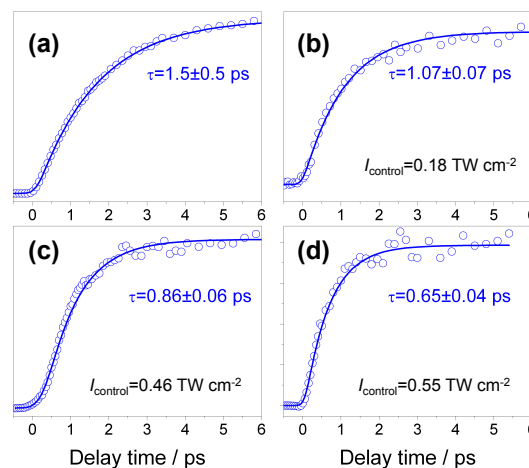 (a)
τ=1.5±0.5 ps
0 1 2 3 4 5 6
(b)
τ=1.07±0.07 ps
Icontrol=0.18 TW cm-2
0 1 2 3 4 5 6
(c)
τ=0.86±0.06 ps
Icontrol=0.46 TW cm-2
0 1 2 3 4 5 6
Delay time / ps
(d)
τ=0.65±0.04 ps
Icontrol=0.55 TW cm-2
0 1 2 3 4 5 6
Delay time / ps